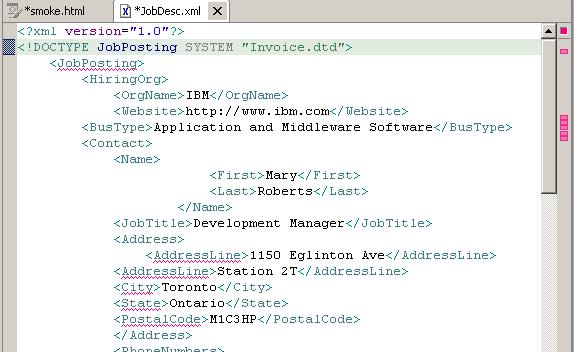 *smoke.html *JobDesc.xml
<?xml version="1.0"?>
<!DOCTYPE JobPosting SYSTEM "Invoice.dtd">
<JobPosting>
<HiringOrg>
<OrgName>IBM</OrgName>
<Website>http://www.ibm.com</Website>
<BusType>Application and Middleware Software</BusType>
<Contact>
<Name>
<First>Mary</First>
<Last>Roberts</Last>
</Name>
<JobTitle>Development Manager</JobTitle>
<Address>
<AddressLine>1150 Eglinton Ave</AddressLine>
<AddressLine>Station 2T</AddressLine>
<City>Toronto</City>
<State>Ontario</State>
<PostalCode>M1C3HP</PostalCode>
</Address>
<PhoneNumbers>